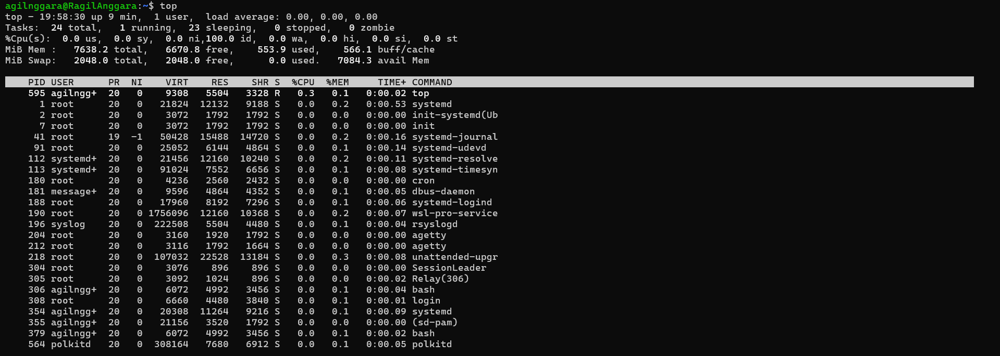 agilnggara@RagilAnggara:~$ top
top - 19:58:30 up 9 min,  1 user,  load average: 0.00, 0.00, 0.00
Tasks:  24 total,   1 running,  23 sleeping,   0 stopped,   0 zombie
%Cpu(s):  0.0 us,  0.0 sy,  0.0 ni,100.0 id,  0.0 wa,  0.0 hi,  0.0 si,  0.0 st
MiB Mem :   7638.2 total,   6670.8 free,    553.9 used,    566.1 buff/cache
MiB Swap:   2048.0 total,   2048.0 free,      0.0 used.   7084.3 avail Mem
    PID USER      PR  NI    VIRT    RES    SHR S  %CPU  %MEM     TIME+ COMMAND
    595 agilngg+  20   0    9308   5504   3328 R   0.3   0.1   0:00.02 top
      1 root      20   0   21824  12132   9188 S   0.0   0.2   0:00.53 systemd
      2 root      20   0    3072   1792   1792 S   0.0   0.0   0:00.00 init-systemd(Ub
      7 root      20   0    3072   1792   1792 S   0.0   0.0   0:00.00 init
     41 root      19  -1   50428  15488  14720 S   0.0   0.2   0:00.16 systemd-journal
     91 root      20   0   25052   6144   4864 S   0.0   0.1   0:00.14 systemd-udevd
    112 systemd+  20   0   21456  12160  10240 S   0.0   0.2   0:00.11 systemd-resolve
    113 systemd+  20   0   91024   7552   6656 S   0.0   0.1   0:00.08 systemd-timesyn
    180 root      20   0    4236   2560   2432 S   0.0   0.0   0:00.00 cron
    181 message+  20   0    9596   4864   4352 S   0.0   0.1   0:00.05 dbus-daemon
    188 root      20   0   17960   8192   7296 S   0.0   0.1   0:00.06 systemd-logind
    190 root      20   0 1756096  12160  10368 S   0.0   0.2   0:00.07 wsl-pro-service
    196 syslog    20   0  222508   5504   4480 S   0.0   0.1   0:00.04 rsyslogd
    204 root      20   0    3160   1920   1792 S   0.0   0.0   0:00.00 agetty
    212 root      20   0    3116   1792   1664 S   0.0   0.0   0:00.00 agetty
    218 root      20   0  107032  22528  13184 S   0.0   0.3   0:00.08 unattended-upgr
    304 root      20   0    3076    896    896 S   0.0   0.0   0:00.00 SessionLeader
    305 root      20   0    3092   1024    896 S   0.0   0.0   0:00.02 Relay(306)
    306 agilngg+  20   0    6072   4992   3456 S   0.0   0.1   0:00.04 bash
    308 root      20   0    6660   4480   3840 S   0.0   0.1   0:00.01 login
    354 agilngg+  20   0   20308  11264   9216 S   0.0   0.1   0:00.09 systemd
    355 agilngg+  20   0   21156   3520   1792 S   0.0   0.0   0:00.00 (sd-pam)
    379 agilngg+  20   0    6072   4992   3456 S   0.0   0.1   0:00.02 bash
    564 polkitd   20   0  308164   7680   6912 S   0.0   0.1   0:00.05 polkitd